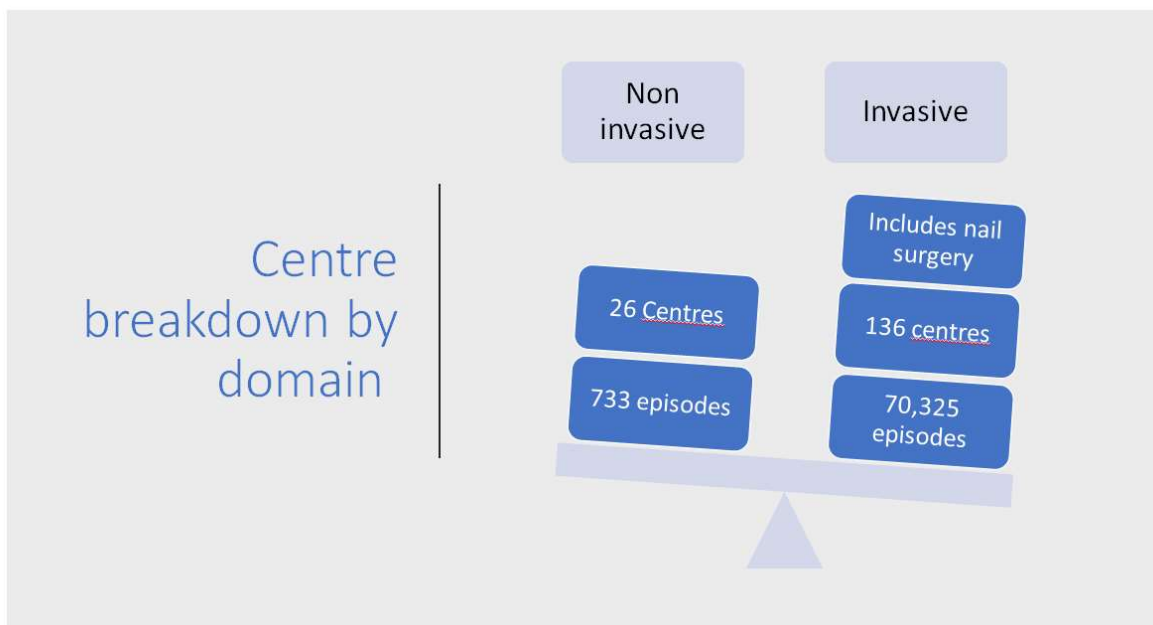 Centre
breakdown by
domain
Non
invasive
Invasive
26 Centres
733 episodes
Includes nail
surgery
136 centres
70,325
episodes